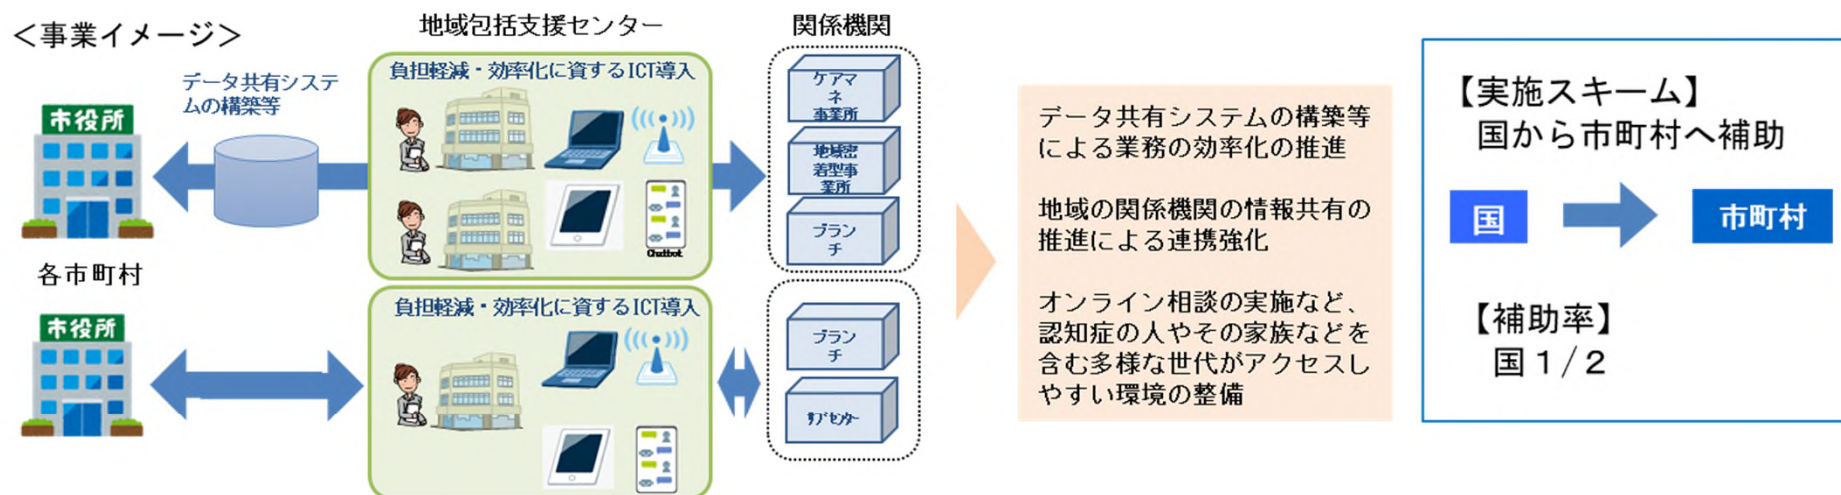 ＜事業イメージ＞
地域包括支援センター
関係機関
データ共有システ
ムの構築等
市役所
各市町村
市役所
負担軽減・効率化に資するICT導入
Chatbot
負担軽減・効率化に資するICT導入
ケアマ
ネ
事業所
地域密
着型事
業所
ブラン
チ
ブラン
チ
ｻﾌﾞｾﾝﾀｰ
データ共有システムの構築等
による業務の効率化の推進
地域の関係機関の情報共有の
推進による連携強化
オンライン相談の実施など、
認知症の人やその家族などを
含む多様な世代がアクセスし
やすい環境の整備
【実施スキーム】
国から市町村へ補助
国
市町村
【補助率】
国１/２